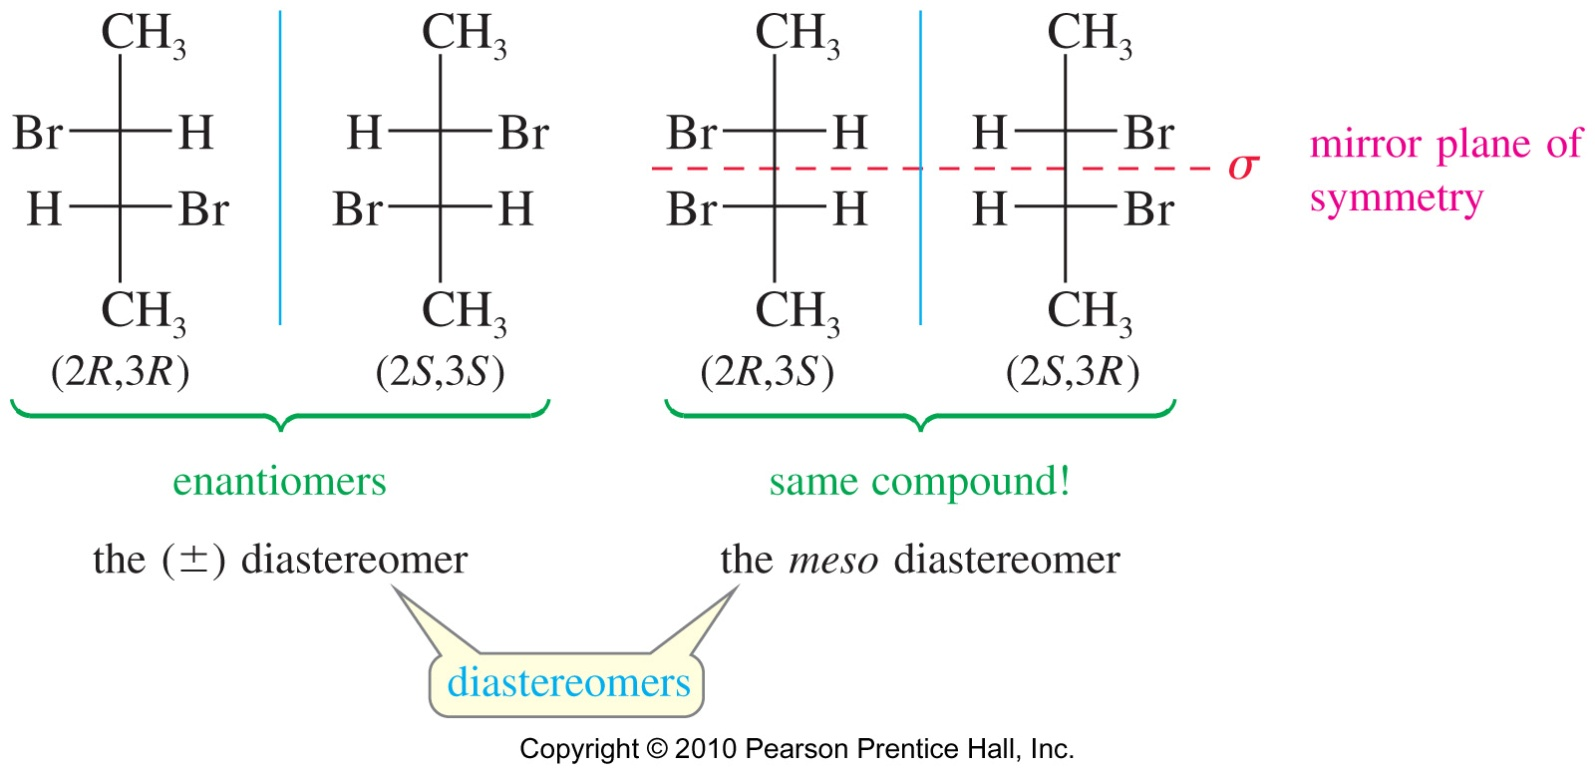 CH₃ CH₃ CH₃ CH₃
Br H H Br Br H H Br
σ
mirror plane of
symmetry
H Br Br H Br H H Br
CH₃ CH₃ CH₃ CH₃
(2R,3R) (2S,3S) (2R,3S) (2S,3R)
enantiomers same compound!
the (±) diastereomer the meso diastereomer
diastereomers
Copyright © 2010 Pearson Prentice Hall, Inc.